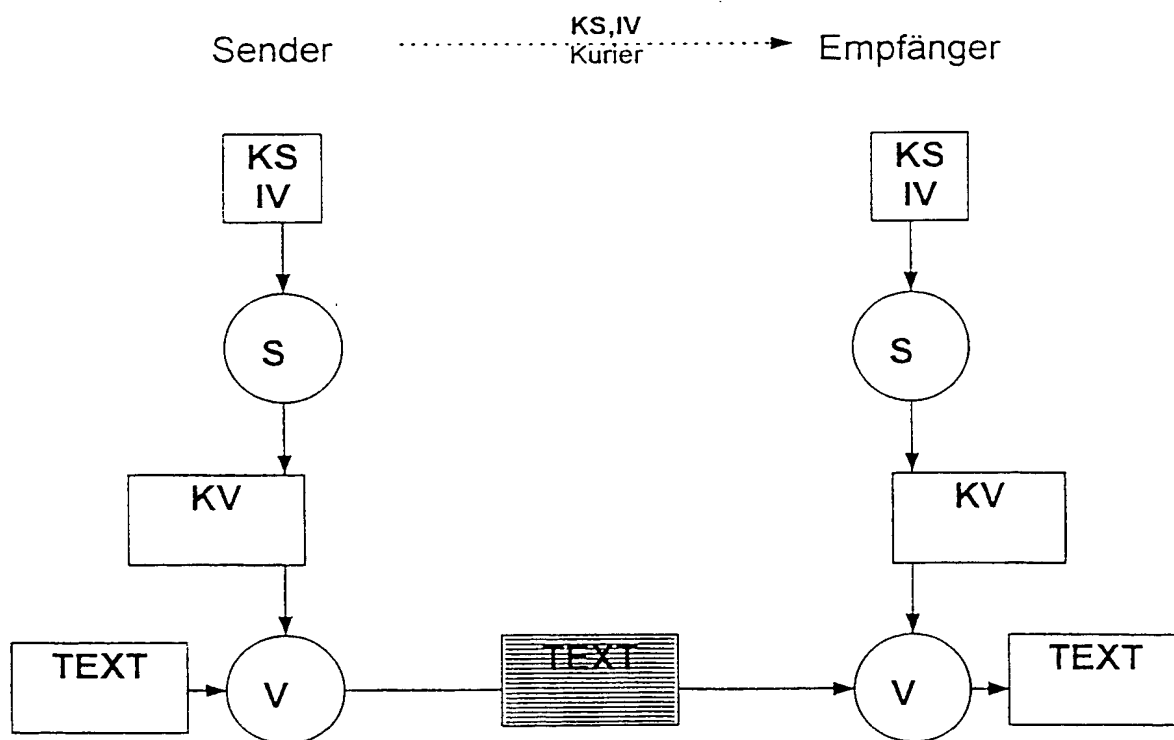 Sender
KS,IV
Kurier
Empfänger
KS
IV
KS
IV
S
S
KV
KV
TEXT
V
TEXT
V
TEXT